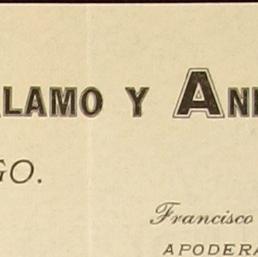 LAMO Y AN
GO.
Francisco
APODERA